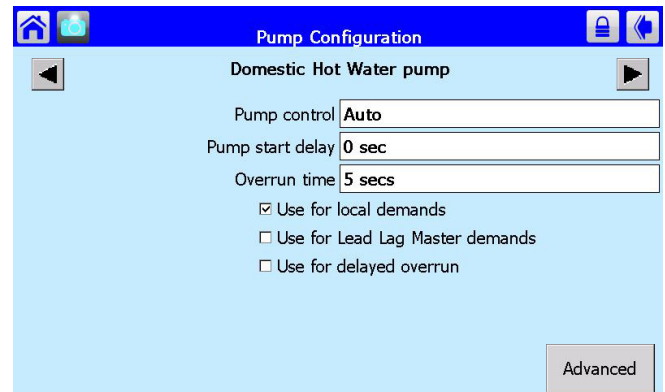 Pump Configuration
Domestic Hot Water pump
Pump control Auto
Pump start delay 0 sec
Overrun time 5 secs
Use for local demands
Use for Lead Lag Master demands
Use for delayed overrun
Advanced